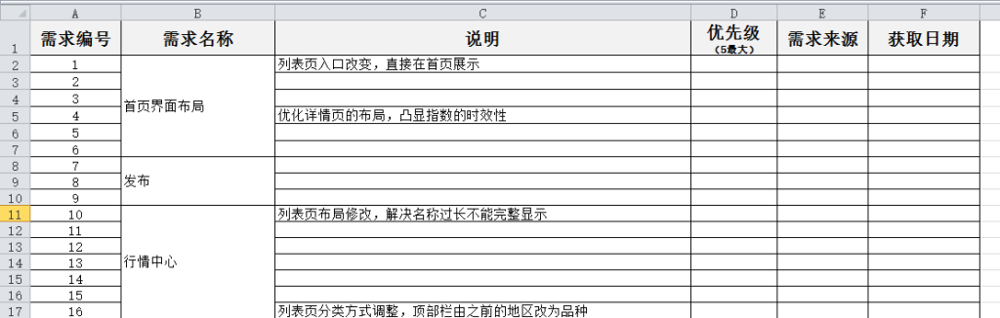 A B C D E F
1 需求编号 需求名称 说明 优先级 需求来源 获取日期
（5最大）
2 1 列表页入口改变，直接在首页展示
3 2
4 3 首页界面布局
5 4 优化详情页的布局，凸显指数的时效性
6 5
7 6
8 7
9 8 发布
10 9
11 10 列表页布局修改，解决名称过长不能完整显示
12 11
13 12
14 13 行情中心
15 14
16 15
17 16 列表页分类方式调整，顶部栏由之前的地区改为品种